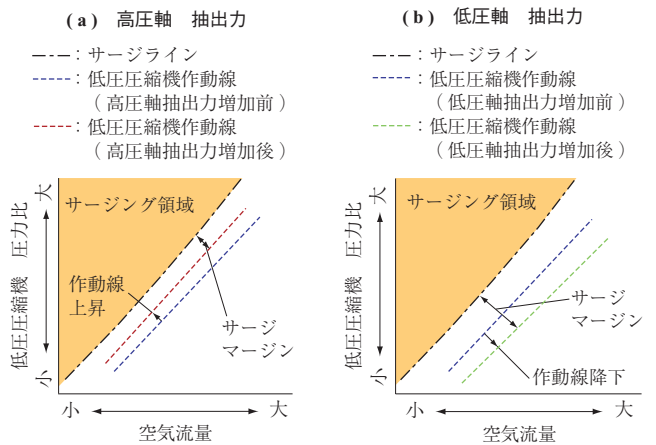 (a) 高圧軸 抽出力
：サージライン
：低圧圧縮機作動線
（高圧軸抽出力増加前）
：低圧圧縮機作動線
（高圧軸抽出力増加後）
サージング領域
作動線
上昇
サージ
マージン
大
低圧圧縮機 圧力比
小
小
大
空気流量
(b) 低圧軸 抽出力
：サージライン
：低圧圧縮機作動線
（低圧軸抽出力増加前）
：低圧圧縮機作動線
（低圧軸抽出力増加後）
サージング領域
サージ
マージン
作動線降下
大
低圧圧縮機 圧力比
小
小
大
空気流量